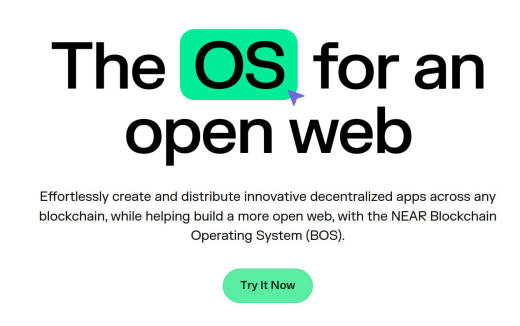 The OS for an
open web
Effortlessly create and distribute innovative decentralized apps across any
blockchain, while helping build a more open web, with the NEAR Blockchain
Operating System (BOS).
Try It Now